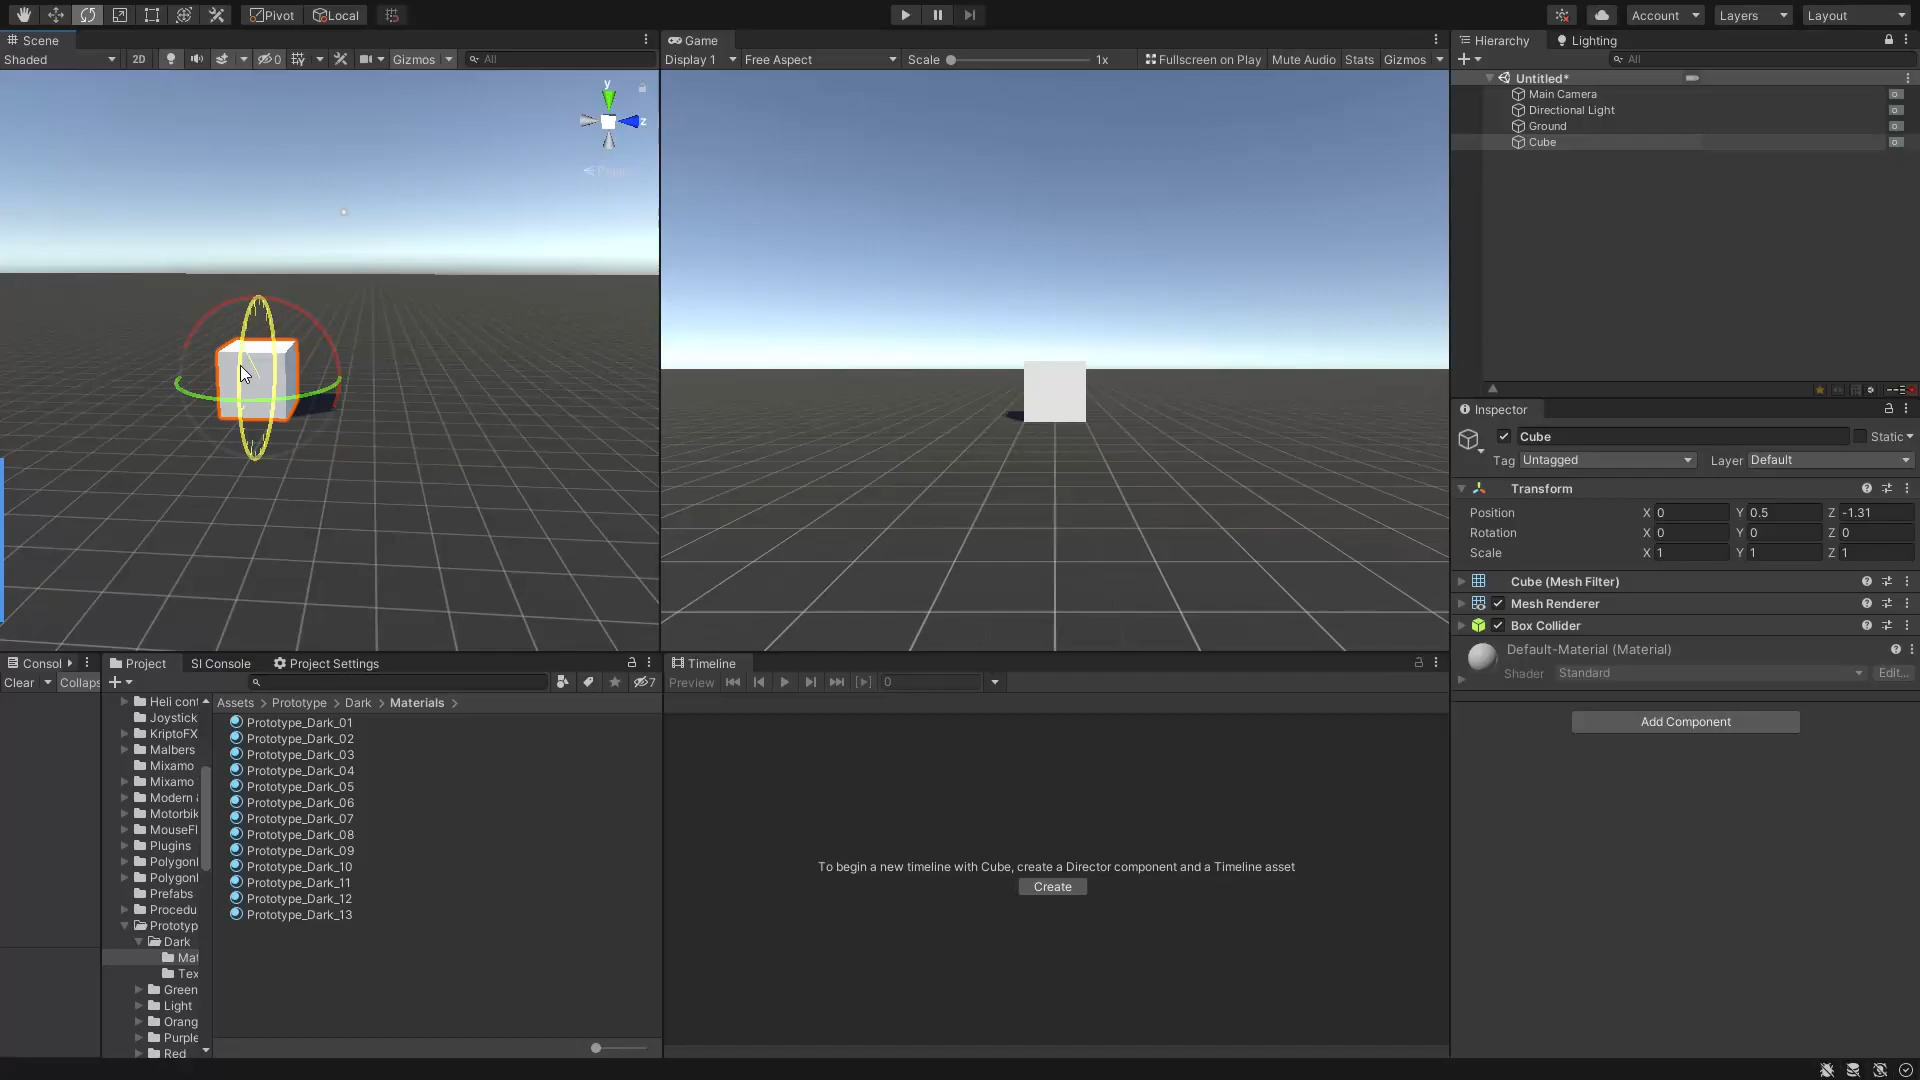 Pivot Local
Account Layers Layout
Scene
Shaded 2D 0 Gizmos All
y
z
Game
Display 1 Free Aspect Scale 1x Fullscreen on Play Mute Audio Stats Gizmos
Hierarchy Lighting
All
Untitled*
Main Camera
Directional Light
Ground
Cube
Inspector
Cube Static
Tag Untagged Layer Default
Transform
Position X 0 Y 0.5 Z -1.31
Rotation X 0 Y 0 Z 0
Scale X 1 Y 1 Z 1
Cube (Mesh Filter)
Mesh Renderer
Box Collider
Default-Material (Material)
Shader Standard Edit...
Add Component
Consol
Clear Collaps
Project SI Console Project Settings
7
Heli cont
Joystick
KriptoFX
Malbers
Mixamo
Mixamo
Modern
Motorbik
MouseFl
Plugins
Polygonl
Polygonl
Prefabs
Procedu
Prototyp
Dark
Mat
Tex
Green
Light
Orang
Purple
Red
Assets > Prototype > Dark > Materials >
Prototype_Dark_01
Prototype_Dark_02
Prototype_Dark_03
Prototype_Dark_04
Prototype_Dark_05
Prototype_Dark_06
Prototype_Dark_07
Prototype_Dark_08
Prototype_Dark_09
Prototype_Dark_10
Prototype_Dark_11
Prototype_Dark_12
Prototype_Dark_13
Timeline
Preview 0
To begin a new timeline with Cube, create a Director component and a Timeline asset
Create